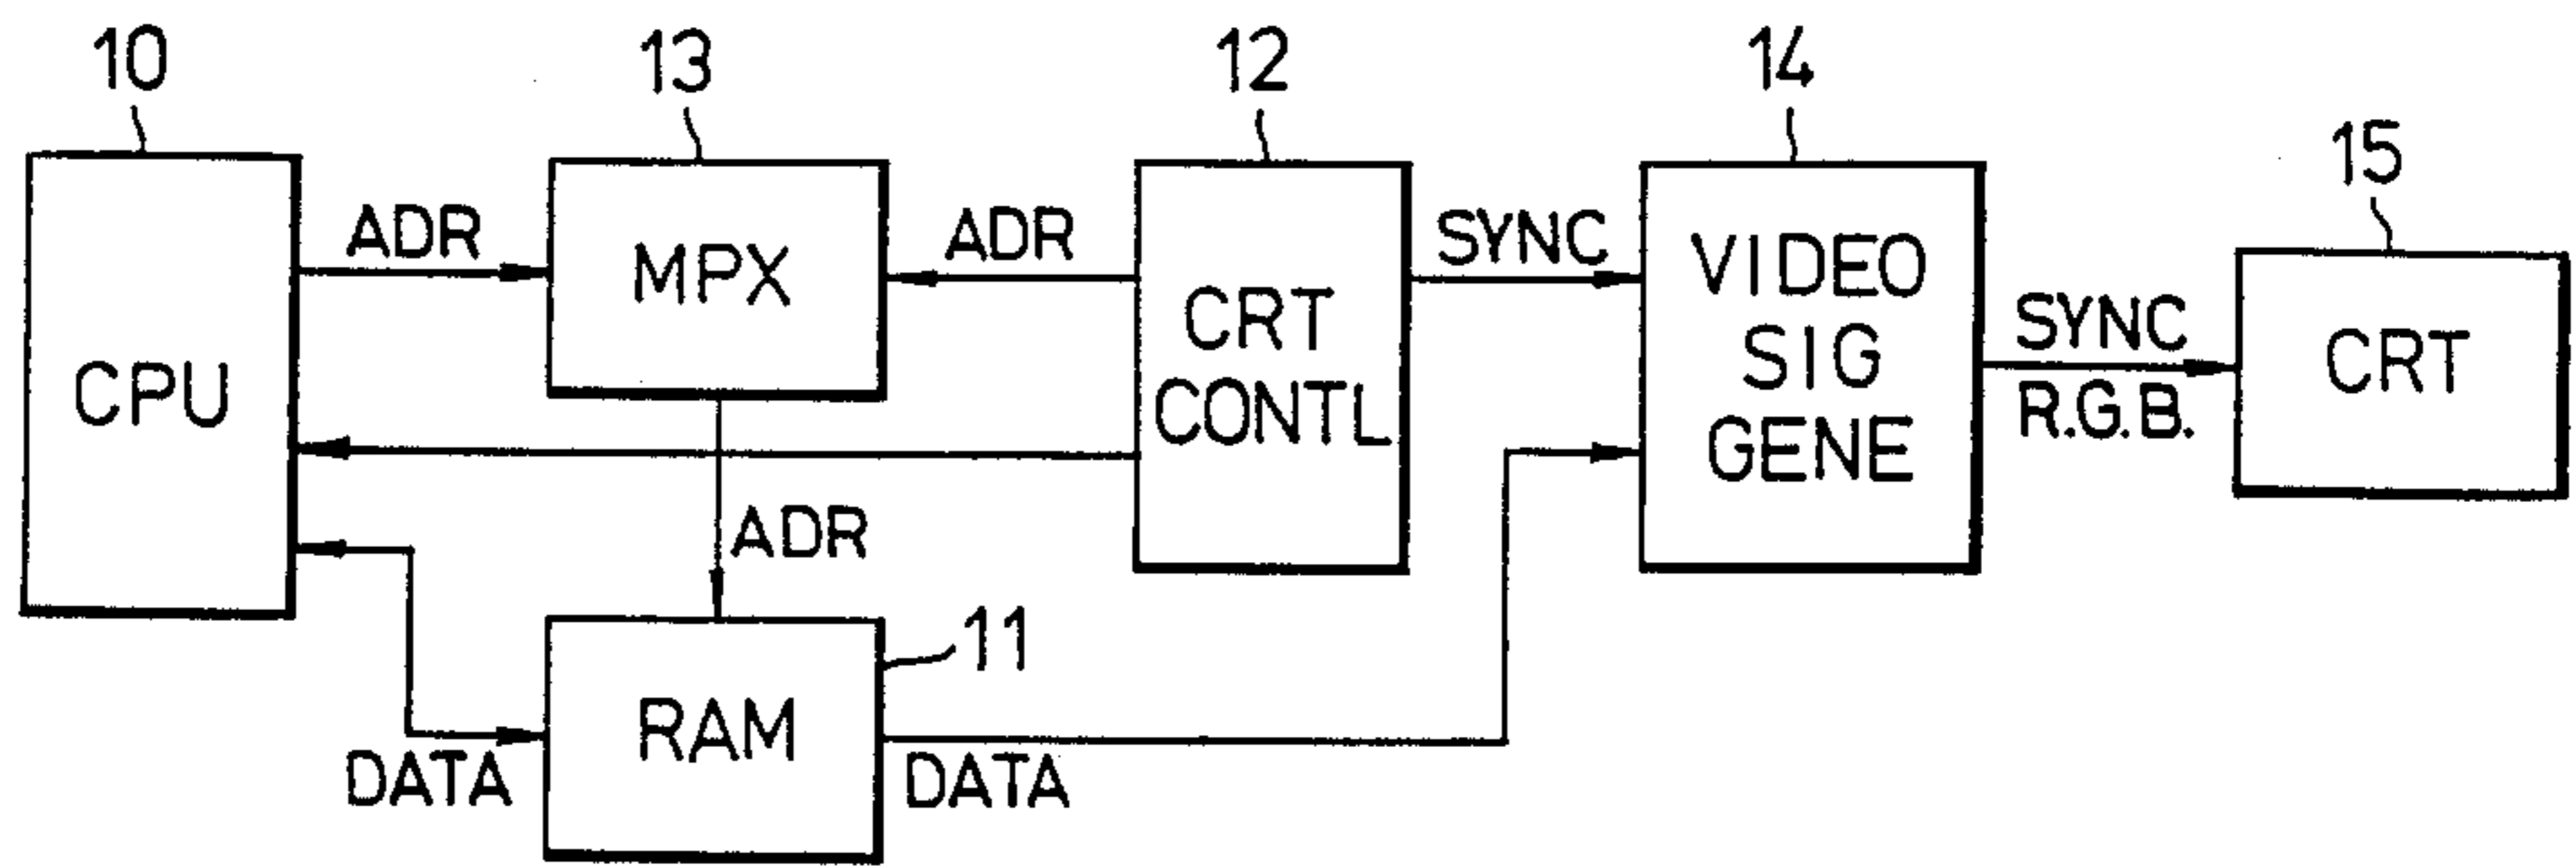 10
13
12
14
15
ADR
ADR
SYNC
CPU
MPX
CRT
CONTL
VIDEO
SIG
GENE
SYNC
R.G.B.
CRT
ADR
11
RAM
DATA
DATA